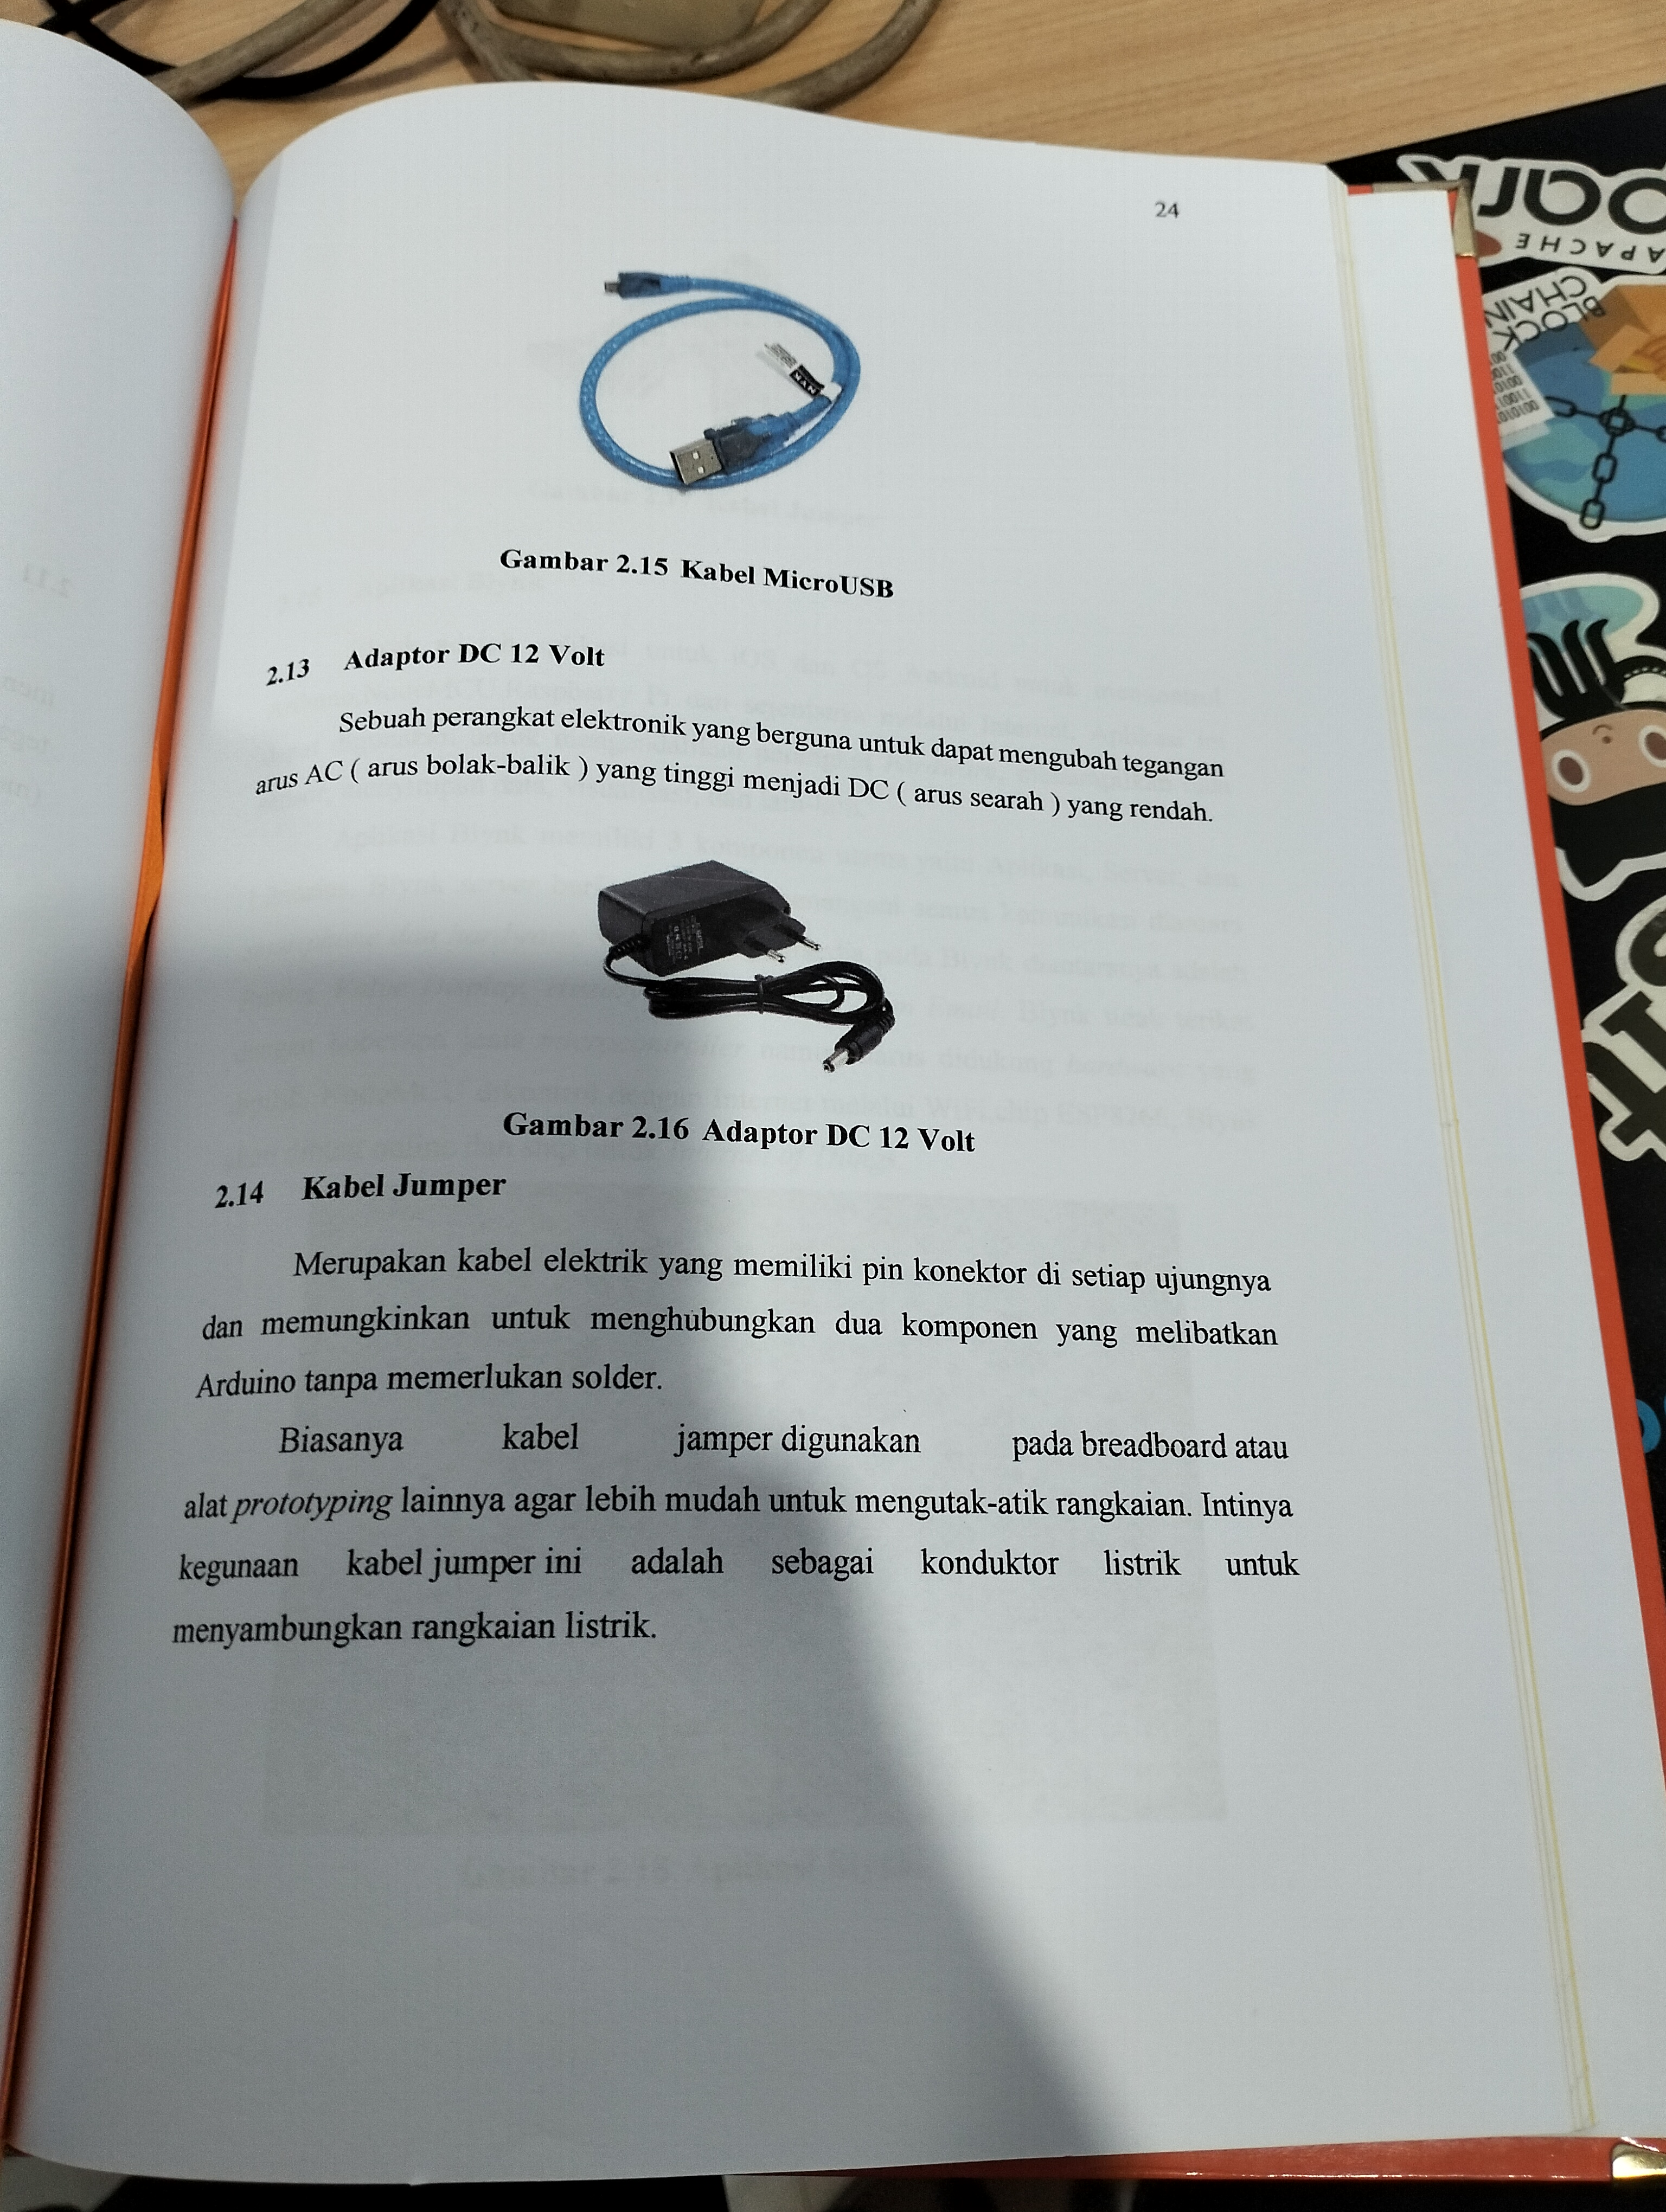 24
Gambar 2.15 Kabel MicroUSB
2.13 Adaptor DC 12 Volt
Sebuah perangkat elektronik yang berguna untuk dapat mengubah tegangan
arus AC ( arus bolak-balik ) yang tinggi menjadi DC ( arus searah ) yang rendah.
Gambar 2.16 Adaptor DC 12 Volt
2.14 Kabel Jumper
Merupakan kabel elektrik yang memiliki pin konektor di setiap ujungnya
dan memungkinkan untuk menghubungkan dua komponen yang melibatkan
Arduino tanpa memerlukan solder.
Biasanya kabel jamper digunakan pada breadboard atau
alat prototyping lainnya agar lebih mudah untuk mengutak-atik rangkaian. Intinya
kegunaan kabel jumper ini adalah sebagai konduktor listrik untuk
menyambungkan rangkaian listrik.
APACHE
BLOCK
CHAIN